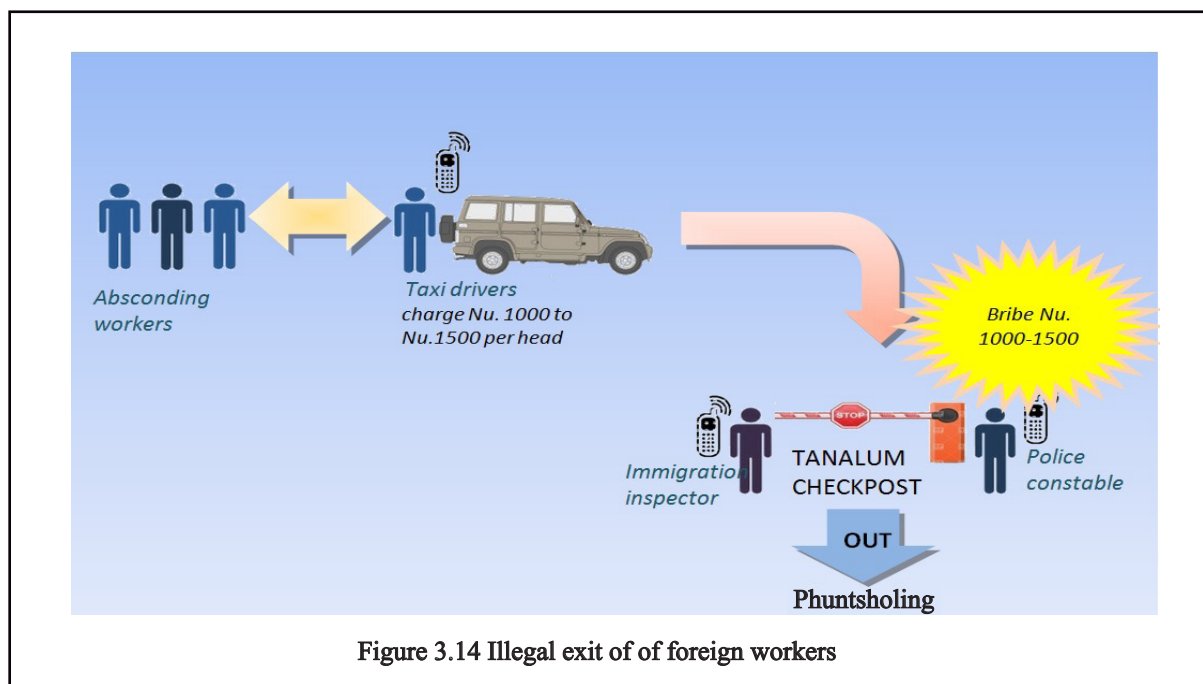 Absconding
workers
Taxi drivers
charge Nu. 1000 to
Nu.1500 per head
Bribe Nu.
1000-1500
STOP
Immigration
inspector
TANALUM
CHECKPOST
Police
constable
OUT
Phuntsholing
Figure 3.14 Illegal exit of of foreign workers